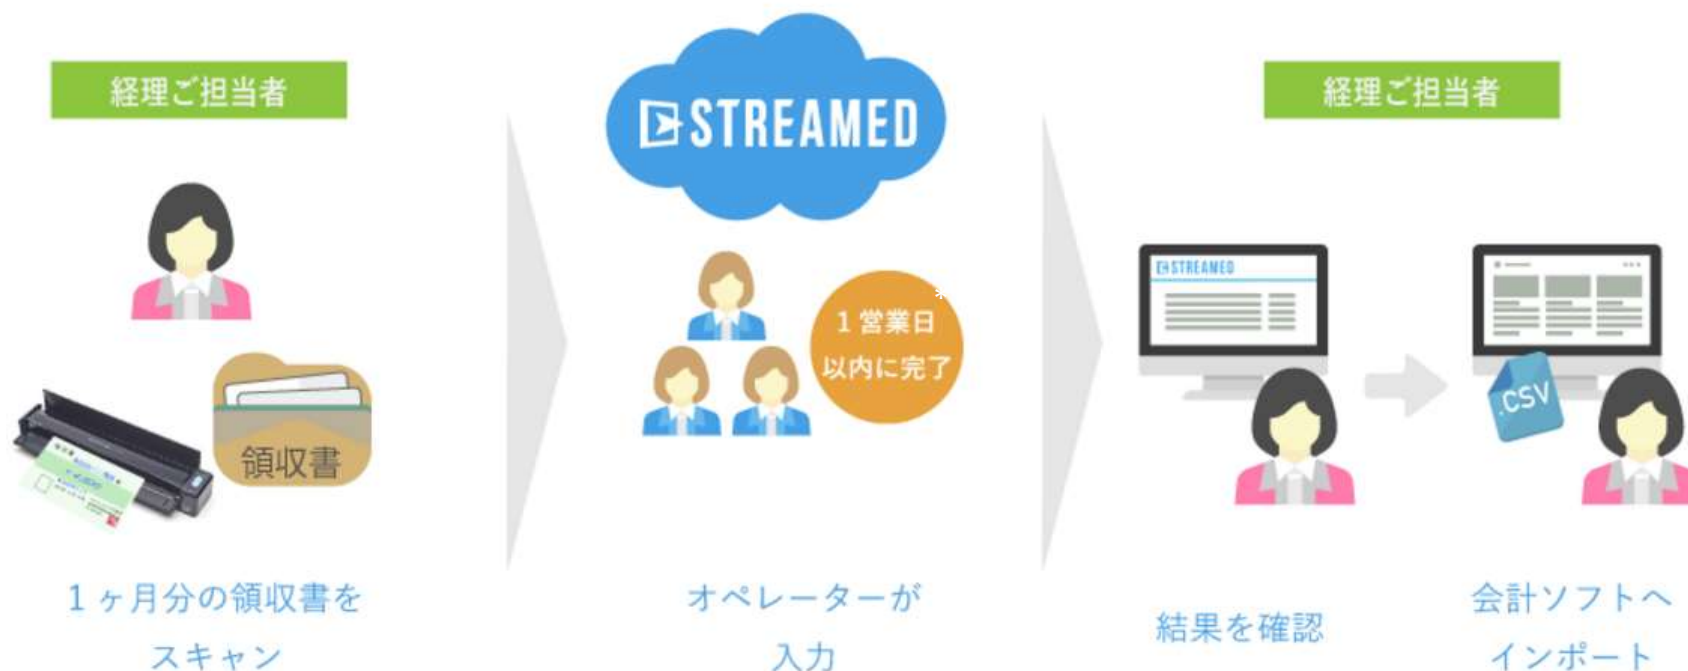 経理ご担当者
領収書
1ヶ月分の領収書を
スキャン
STREAMED
*
1営業日
以内に完了
オペレーターが
入力
経理ご担当者
STREAMED
結果を確認
.CSV
会計ソフトへ
インポート